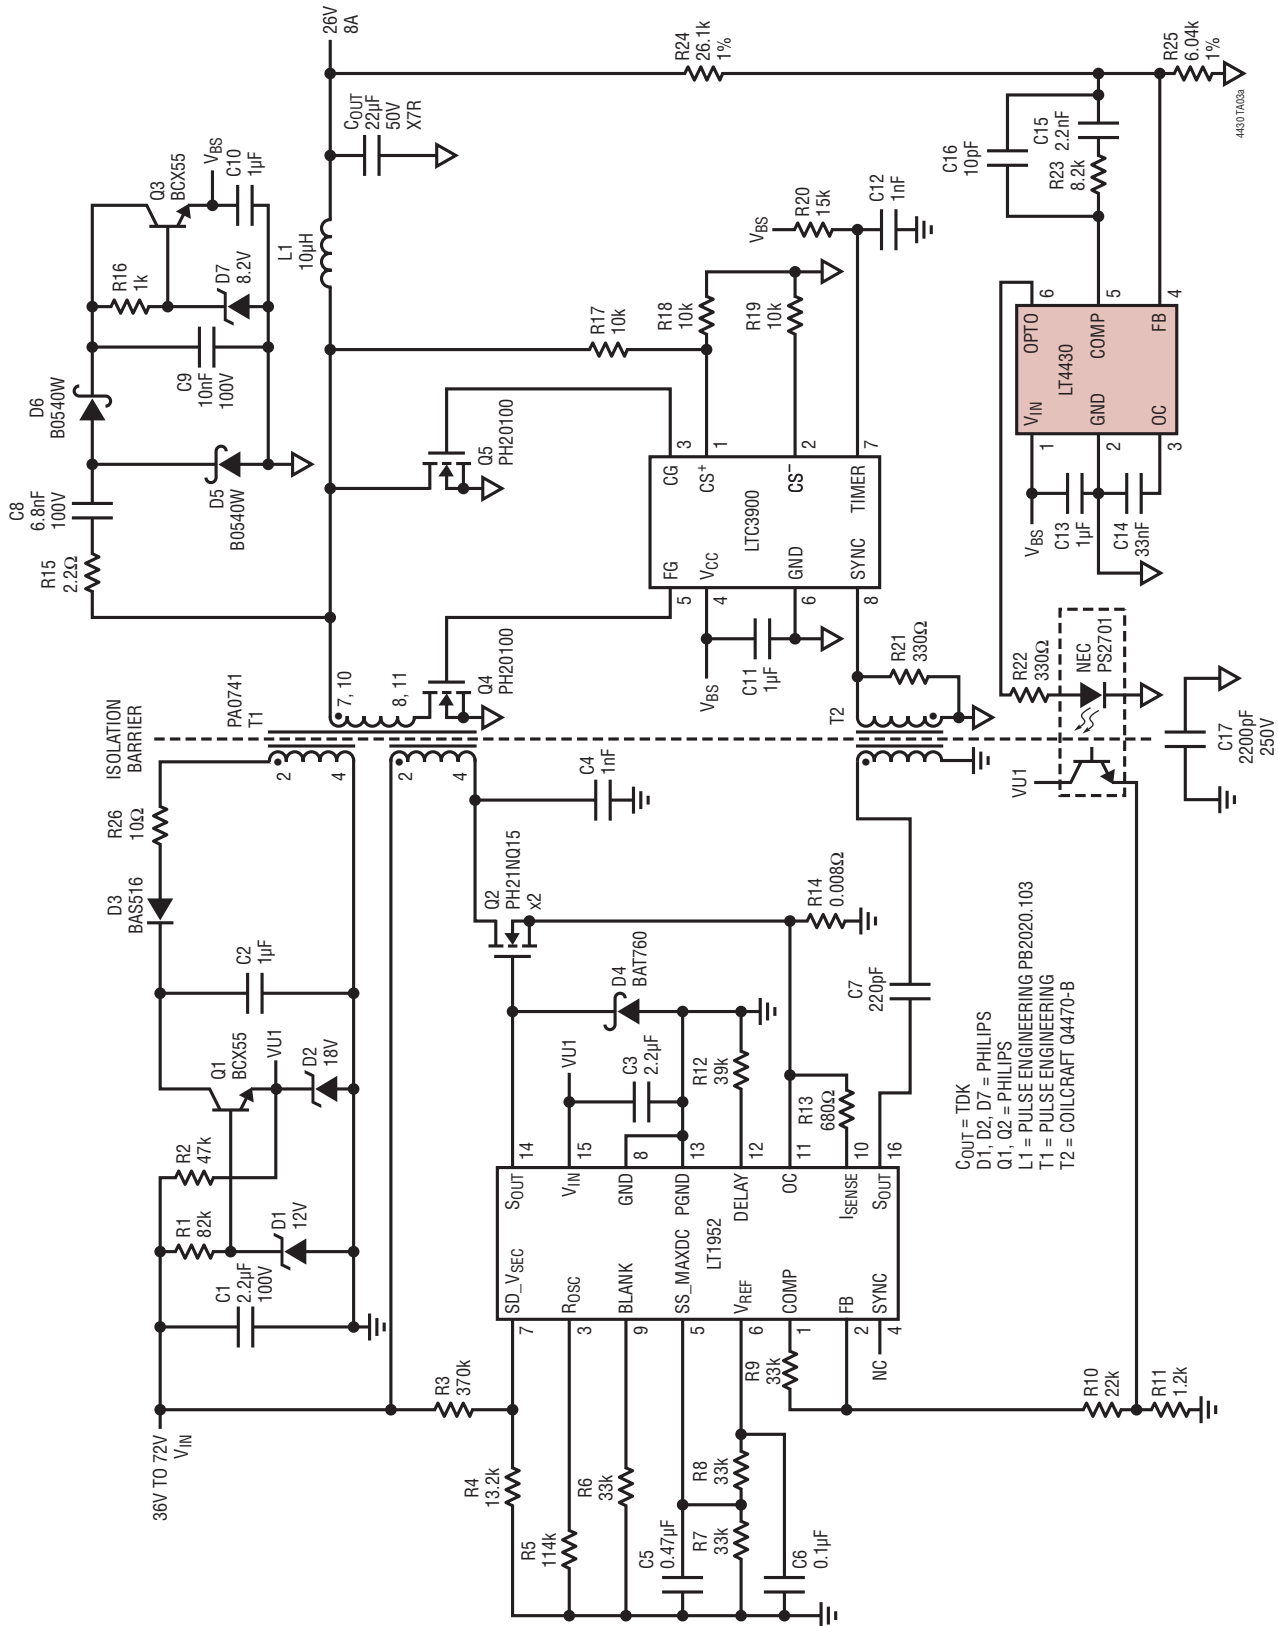 36V TO 72V
VIN
C1
2.2µF
100V
R1
82k
D1
12V
R2
47k
Q1
BCX55
VU1
D2
18V
C2
1µF
D3
BAS516
R26
10Ω
ISOLATION
BARRIER
PA0741
T1
2
4
2
4
7, 10
8, 11
R15
2.2Ω
C8
6.8nF
100V
D5
B0540W
D6
B0540W
C9
10nF
100V
R16
1k
D7
8.2V
Q3
BCX55
VBS
C10
1µF
L1
10µH
COUT
22µF
50V
X7R
26V
8A
R3
370k
R4
13.2k
R5
114k
R6
33k
C5
0.47µF
R7
33k
R8
33k
C6
0.1µF
R9
33k
NC
R10
22k
R11
1.2k
SD_VSEC
7
ROSC
3
BLANK
9
SS_MAXDC
5
VREF
6
COMP
1
FB
2
SYNC
4
LT1952
SOUT
14
VIN
15
GND
8
PGND
13
DELAY
12
OC
11
ISENSE
10
SOUT
16
VU1
C3
2.2µF
D4
BAT760
R12
39k
R13
680Ω
Q2
PH21NQ15
x2
C4
1nF
R14
0.008Ω
C7
220pF
T2
R21
330Ω
Q4
PH20100
Q5
PH20100
VBS
C11
1µF
FG
5
VCC
4
GND
6
SYNC
8
LTC3900
CG
3
CS+
1
CS−
2
TIMER
7
R17
10k
R18
10k
R19
10k
VBS
R20
15k
C12
1nF
R24
26.1k
1%
R25
6.04k
1%
C16
10pF
C15
2.2nF
R23
8.2k
VIN
1
GND
2
OC
3
LT4430
OPTO
6
COMP
5
FB
4
VBS
C13
1µF
C14
33nF
R22
330Ω
NEC
PS2701
VU1
C17
2200pF
250V
COUT = TDK
D1, D2, D7 = PHILIPS
Q1, Q2 = PHILIPS
L1 = PULSE ENGINEERING PB2020.103
T1 = PULSE ENGINEERING
T2 = COILCRAFT Q4470-B
4430 TA03a